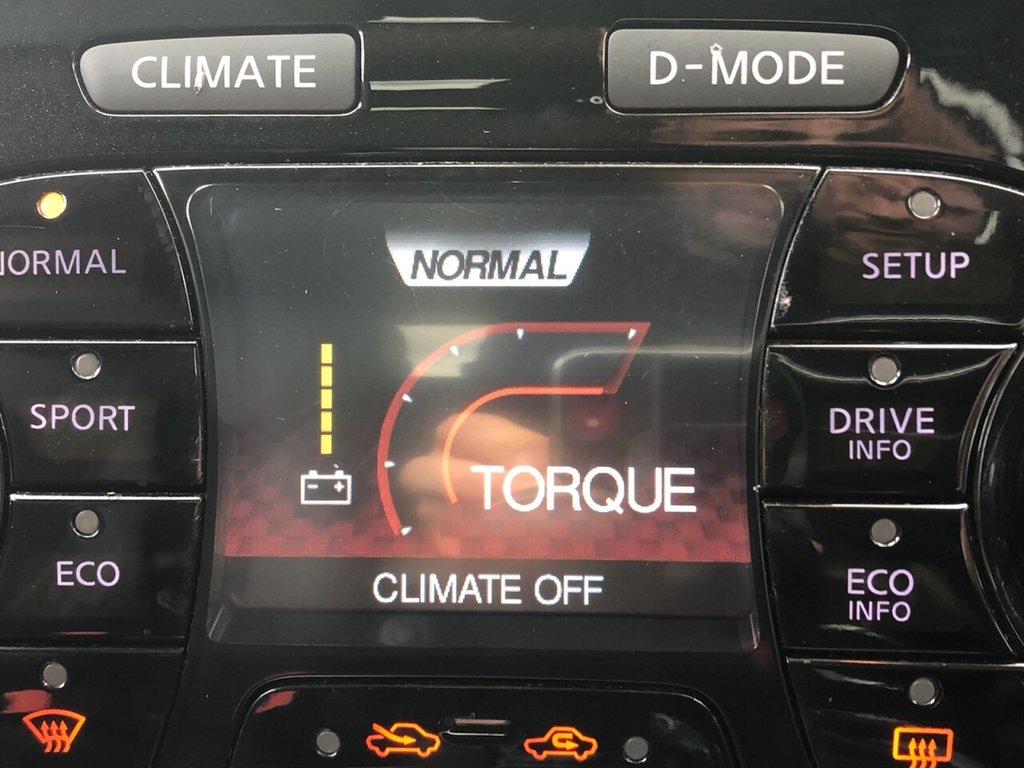 CLIMATE
D-MODE
NORMAL
NORMAL
SETUP
SPORT
DRIVE
INFO
TORQUE
ECO
ECO
INFO
CLIMATE OFF